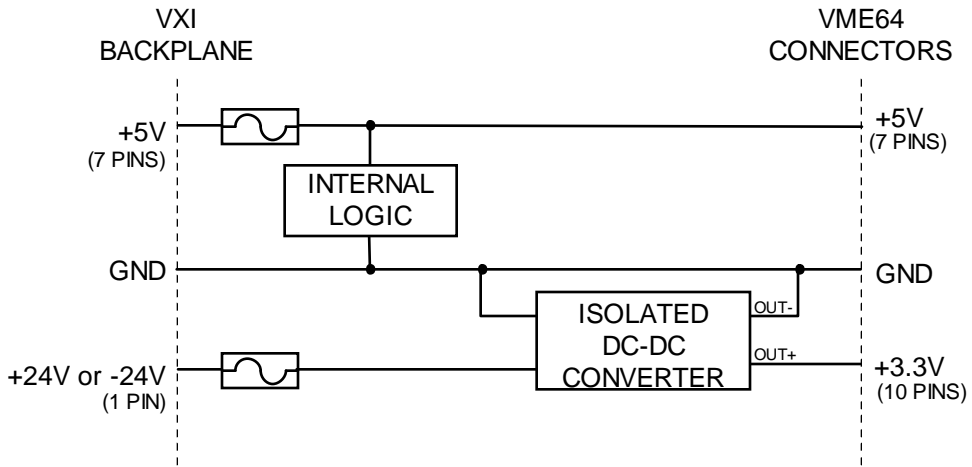 VXI
BACKPLANE
VME64
CONNECTORS
+5V
(7 PINS)
+5V
(7 PINS)
INTERNAL
LOGIC
GND
GND
ISOLATED
DC-DC
CONVERTER
OUT-
OUT+
+24V or -24V
(1 PIN)
+3.3V
(10 PINS)